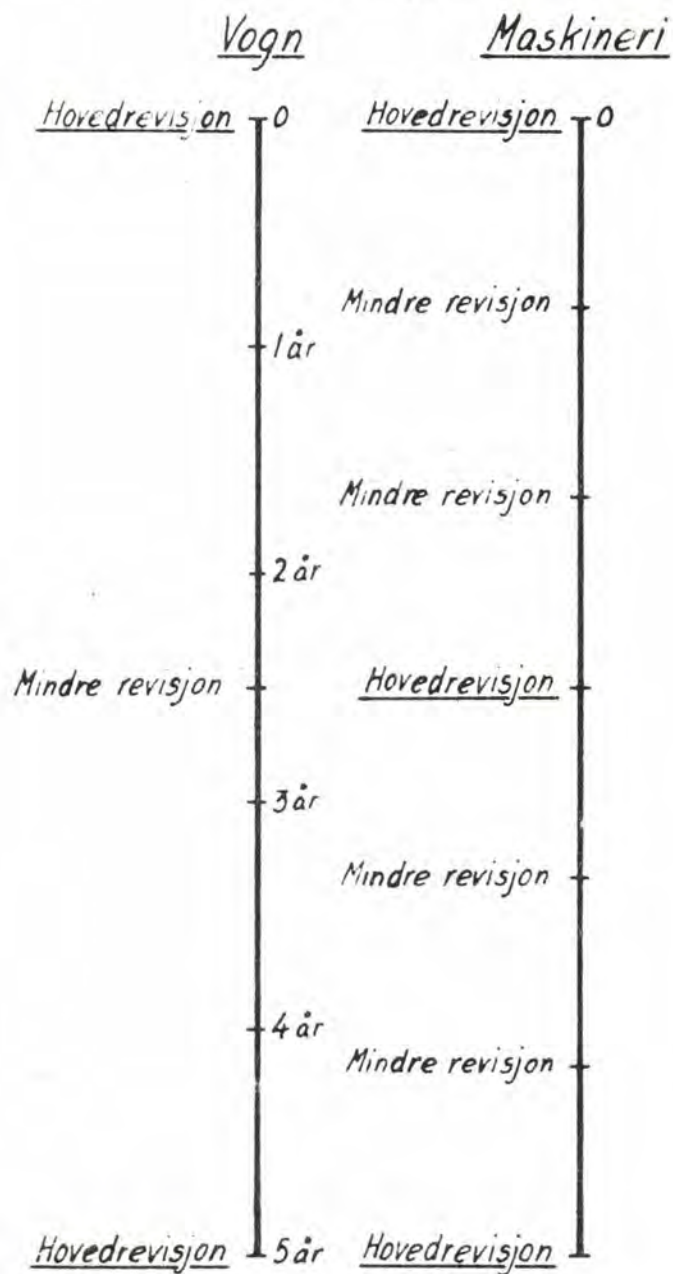 Vogn Maskineri
Hovedrevisjon 0 Hovedrevisjon 0
Mindre revisjon
1 år
Mindre revisjon
2 år
Mindre revisjon Hovedrevisjon
3 år
Mindre revisjon
4 år
Mindre revisjon
Hovedrevisjon 5 år Hovedrevisjon